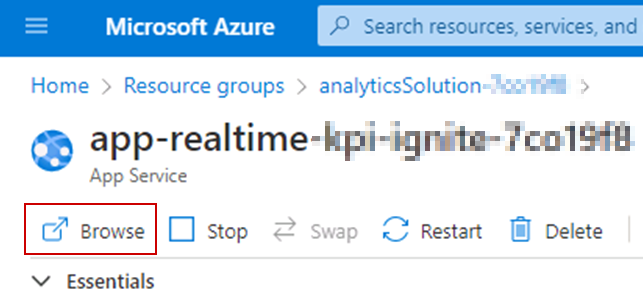 Microsoft Azure
Search resources, services, and
Home > Resource groups > analyticsSolution- >
app-realtime-
App Service
Browse Stop Swap Restart Delete
Essentials